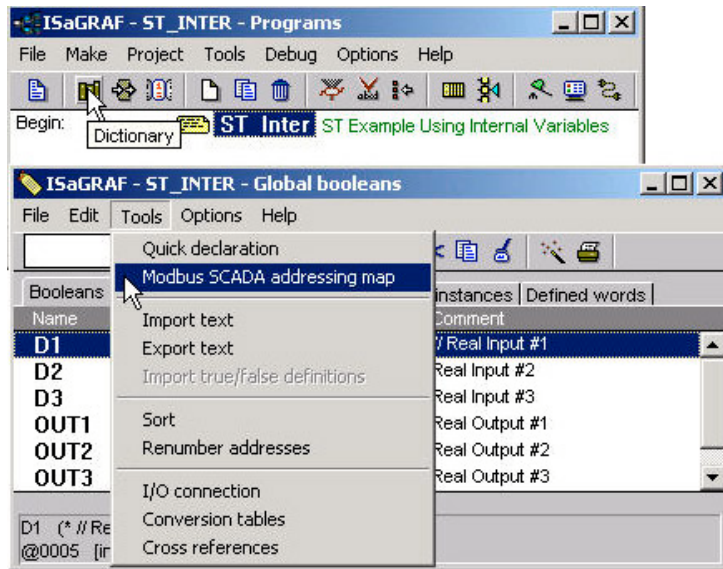 ISaGRAF - ST_INTER - Programs
File Make Project Tools Debug Options Help
Begin: ST Inter ST Example Using Internal Variables
Dictionary
ISaGRAF - ST_INTER - Global booleans
File Edit Tools Options Help
Quick declaration
Modbus SCADA addressing map
Import text
Export text
Import true/false definitions
Sort
Renumber addresses
I/O connection
Conversion tables
Cross references
Booleans instances Defined words
Name Comment
D1 // Real Input #1
D2 Real Input #2
D3 Real Input #3
OUT1 Real Output #1
OUT2 Real Output #2
OUT3 Real Output #3
D1 (* // Re
@0005 [in